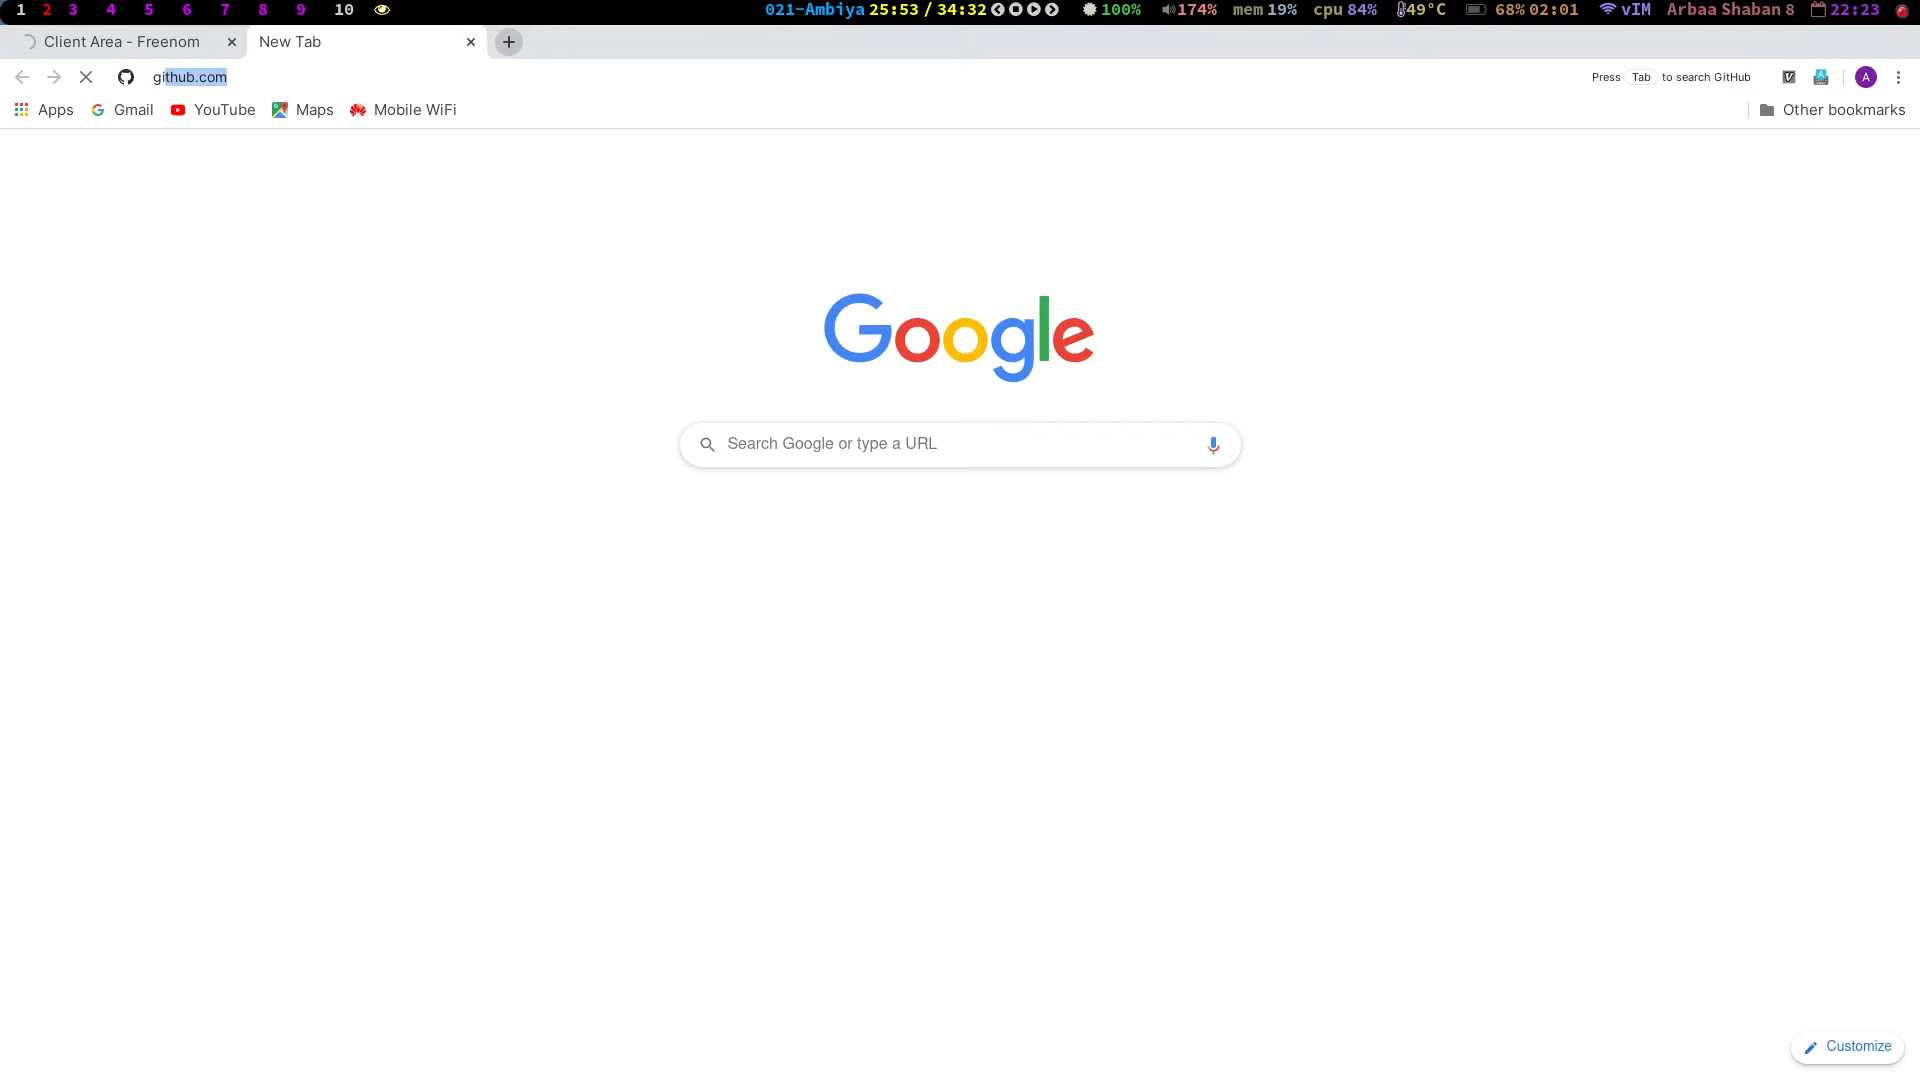 1 2 3 4 5 6 7 8 9 10 021-Ambiya 25:53 / 34:32 100% 174% mem 19% cpu 84% 49°C 68% 02:01 vIM Arbaa Shaban 8 22:23
Client Area - Freenom New Tab
github.com Press Tab to search GitHub V A
Apps Gmail YouTube Maps Mobile WiFi Other bookmarks
Google
Search Google or type a URL
Customize